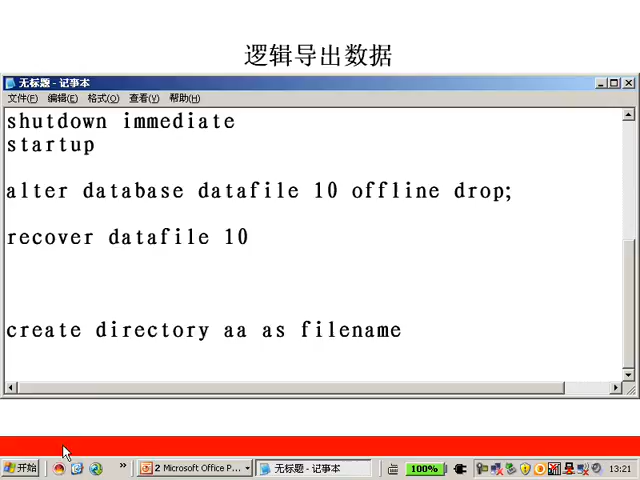 逻辑导出数据
无标题 - 记事本
文件(F) 编辑(E) 格式(O) 查看(V) 帮助(H)
shutdown immediate
startup
alter database datafile 10 offline drop;
recover datafile 10
create directory aa as filename
开始 » 2 Microsoft Office P... 无标题 - 记事本 100% 13:21